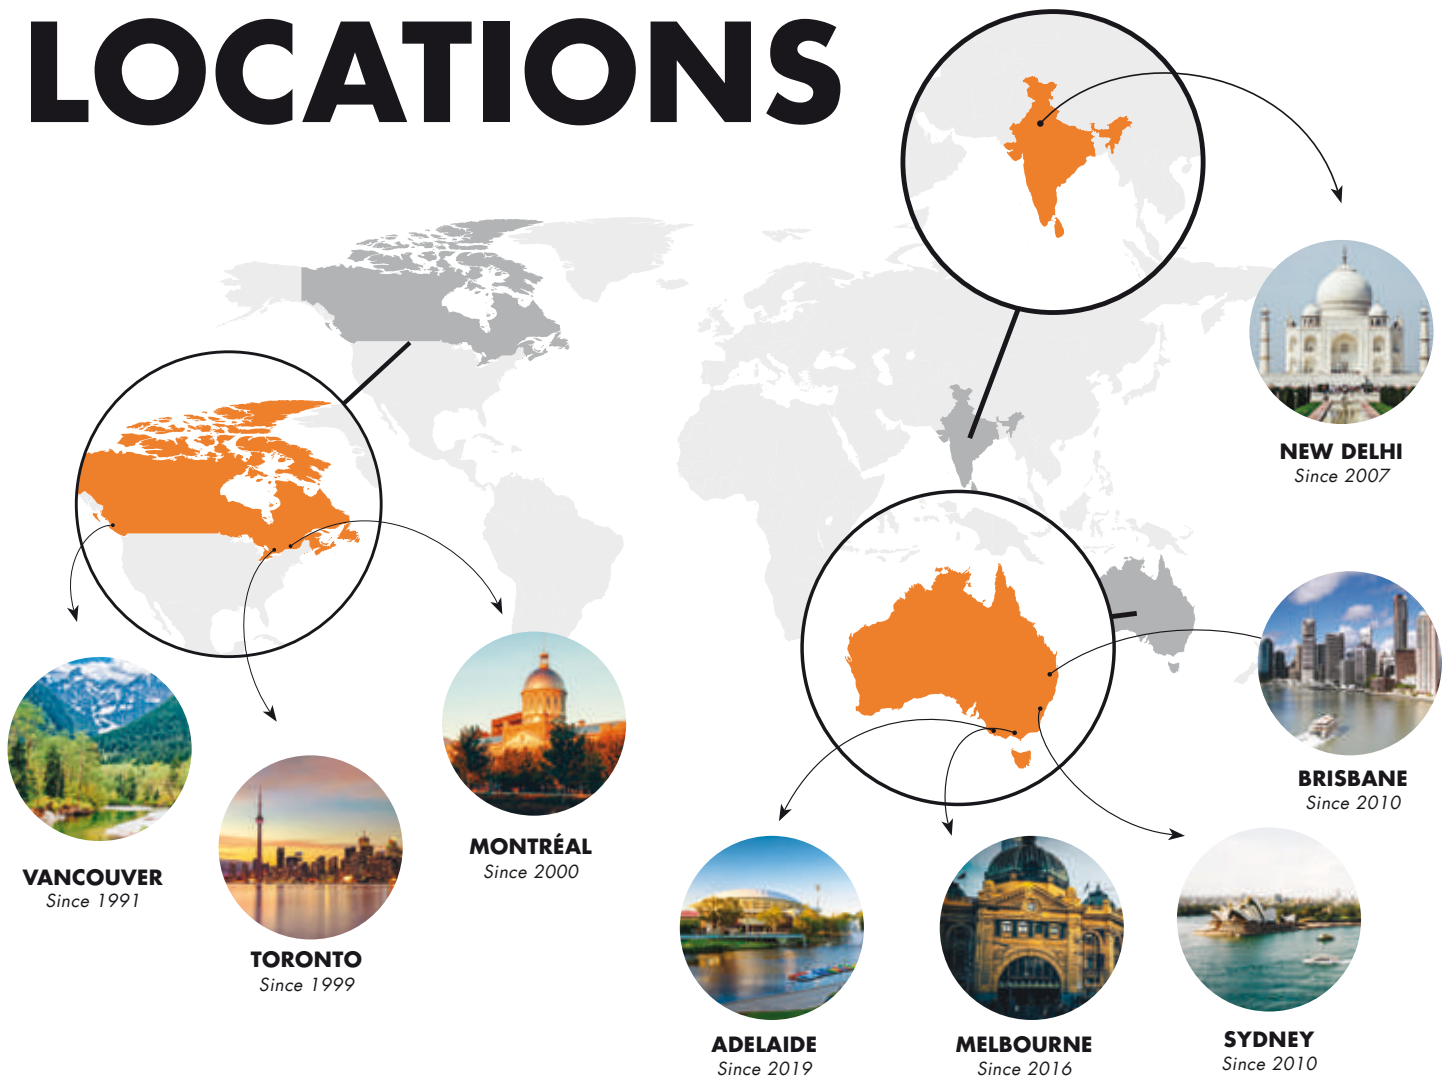 LOCATIONS
NEW DELHI
Since 2007
BRISBANE
Since 2010
MONTRÉAL
Since 2000
VANCOUVER
Since 1991
TORONTO
Since 1999
ADELAIDE
Since 2019
MELBOURNE
Since 2016
SYDNEY
Since 2010